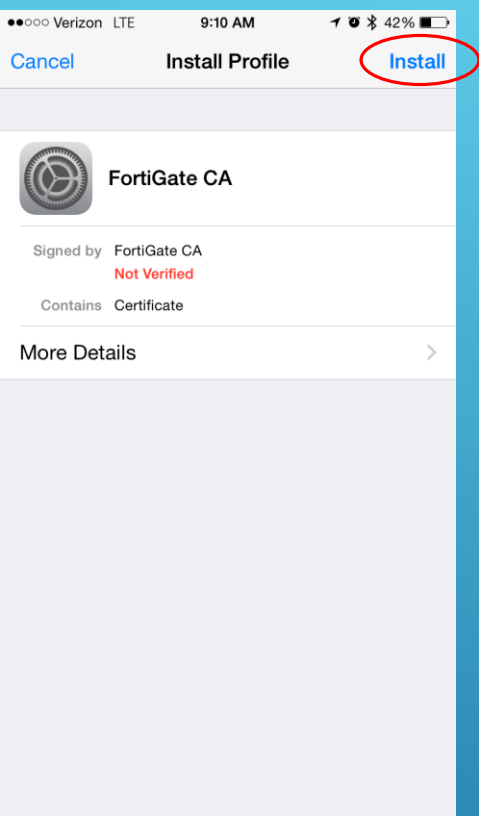 Verizon LTE 9:10 AM 42%
Cancel Install Profile Install
FortiGate CA
Signed by FortiGate CA
Not Verified
Contains Certificate
More Details